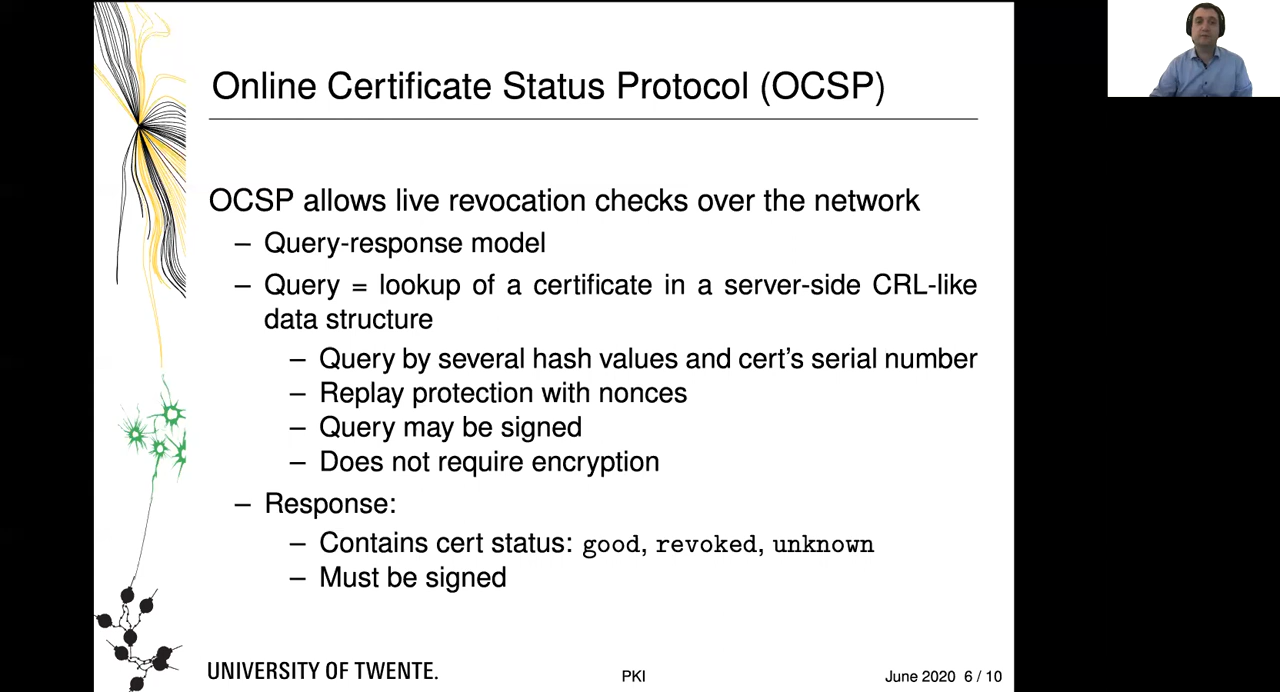 Online Certificate Status Protocol (OCSP)
OCSP allows live revocation checks over the network
– Query-response model
– Query = lookup of a certificate in a server-side CRL-like
data structure
– Query by several hash values and cert's serial number
– Replay protection with nonces
– Query may be signed
– Does not require encryption
– Response:
– Contains cert status: good, revoked, unknown
– Must be signed
UNIVERSITY OF TWENTE.
PKI
June 2020 6 / 10